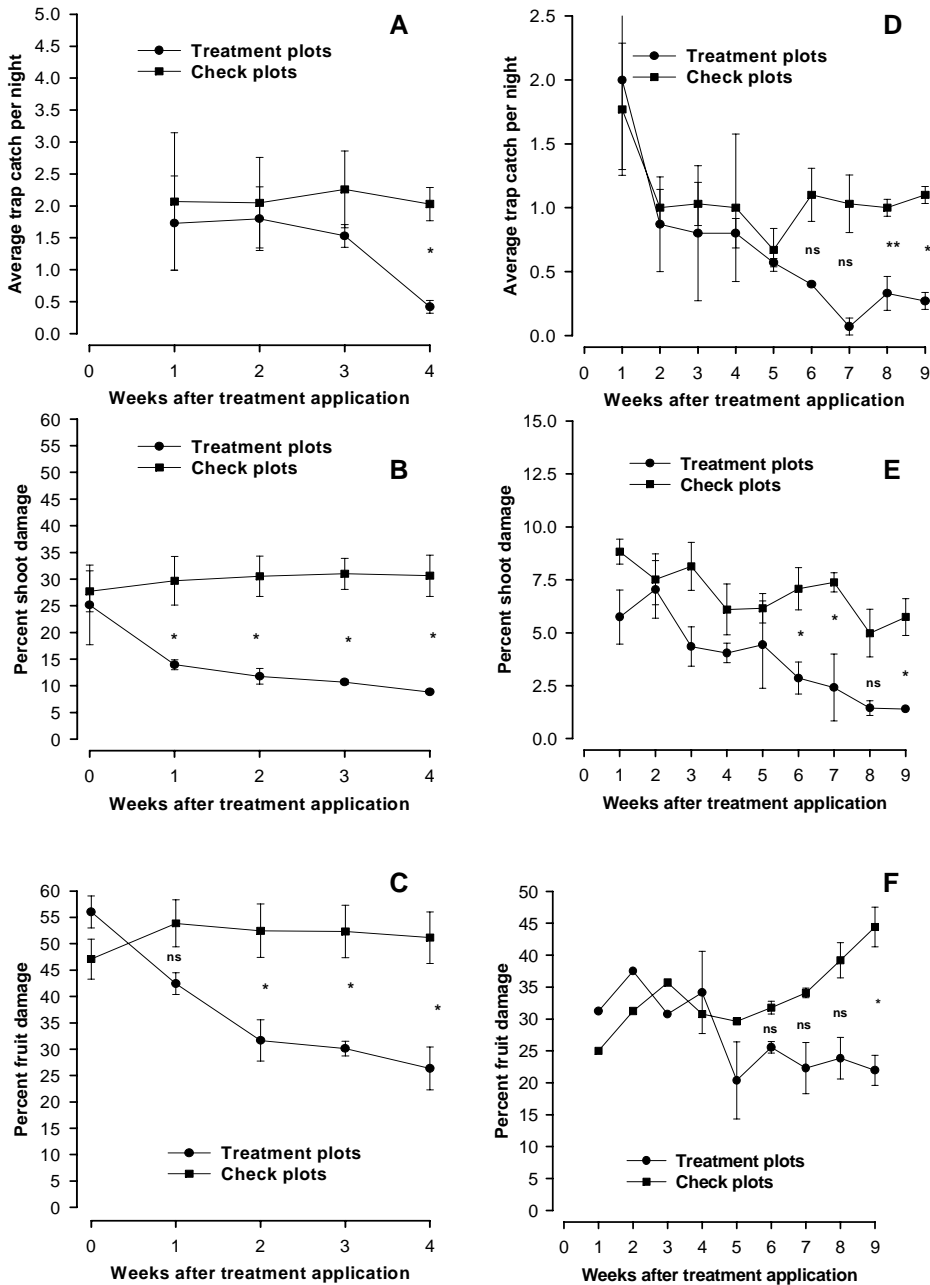 A
5.0
4.5
4.0
3.5
3.0
2.5
2.0
1.5
1.0
0.5
0.0
Average trap catch per night
Treatment plots
Check plots
*
0 1 2 3 4
Weeks after treatment application
D
2.5
2.0
1.5
1.0
0.5
0.0
Average trap catch per night
Treatment plots
Check plots
ns ns ** *
0 1 2 3 4 5 6 7 8 9
Weeks after treatment application
B
60
55
50
45
40
35
30
25
20
15
10
5
0
Percent shoot damage
Treatment plots
Check plots
* * * *
0 1 2 3 4
Weeks after treatment application
E
15.0
12.5
10.0
7.5
5.0
2.5
0.0
Percent shoot damage
Treatment plots
Check plots
* * ns *
0 1 2 3 4 5 6 7 8 9
Weeks after treatment application
C
60
55
50
45
40
35
30
25
20
15
10
5
0
Percent fruit damage
ns * * *
Treatment plots
Check plots
0 1 2 3 4
Weeks after treatment application
F
50
45
40
35
30
25
20
15
10
5
0
Percent fruit damage
ns ns ns *
Treatment plots
Check plots
0 1 2 3 4 5 6 7 8 9
Weeks after treatment application